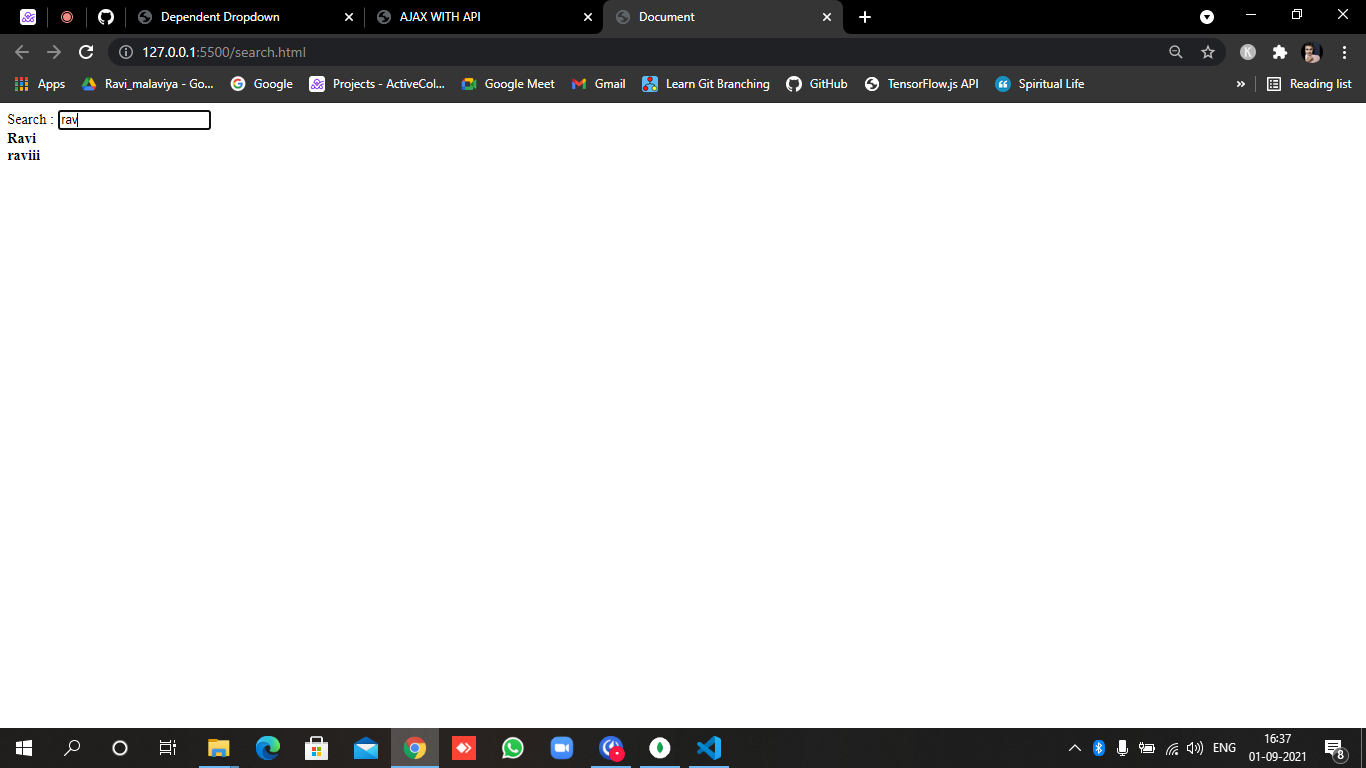 Dependent Dropdown
AJAX WITH API
Document
127.0.0.1:5500/search.html
K
Apps
Ravi_malaviya - Go...
Google
Projects - ActiveCol...
Google Meet
Gmail
Learn Git Branching
GitHub
TensorFlow.js API
Spiritual Life
»
Reading list
Search : rav
Ravi
raviii
ENG
16:37
01-09-2021
8